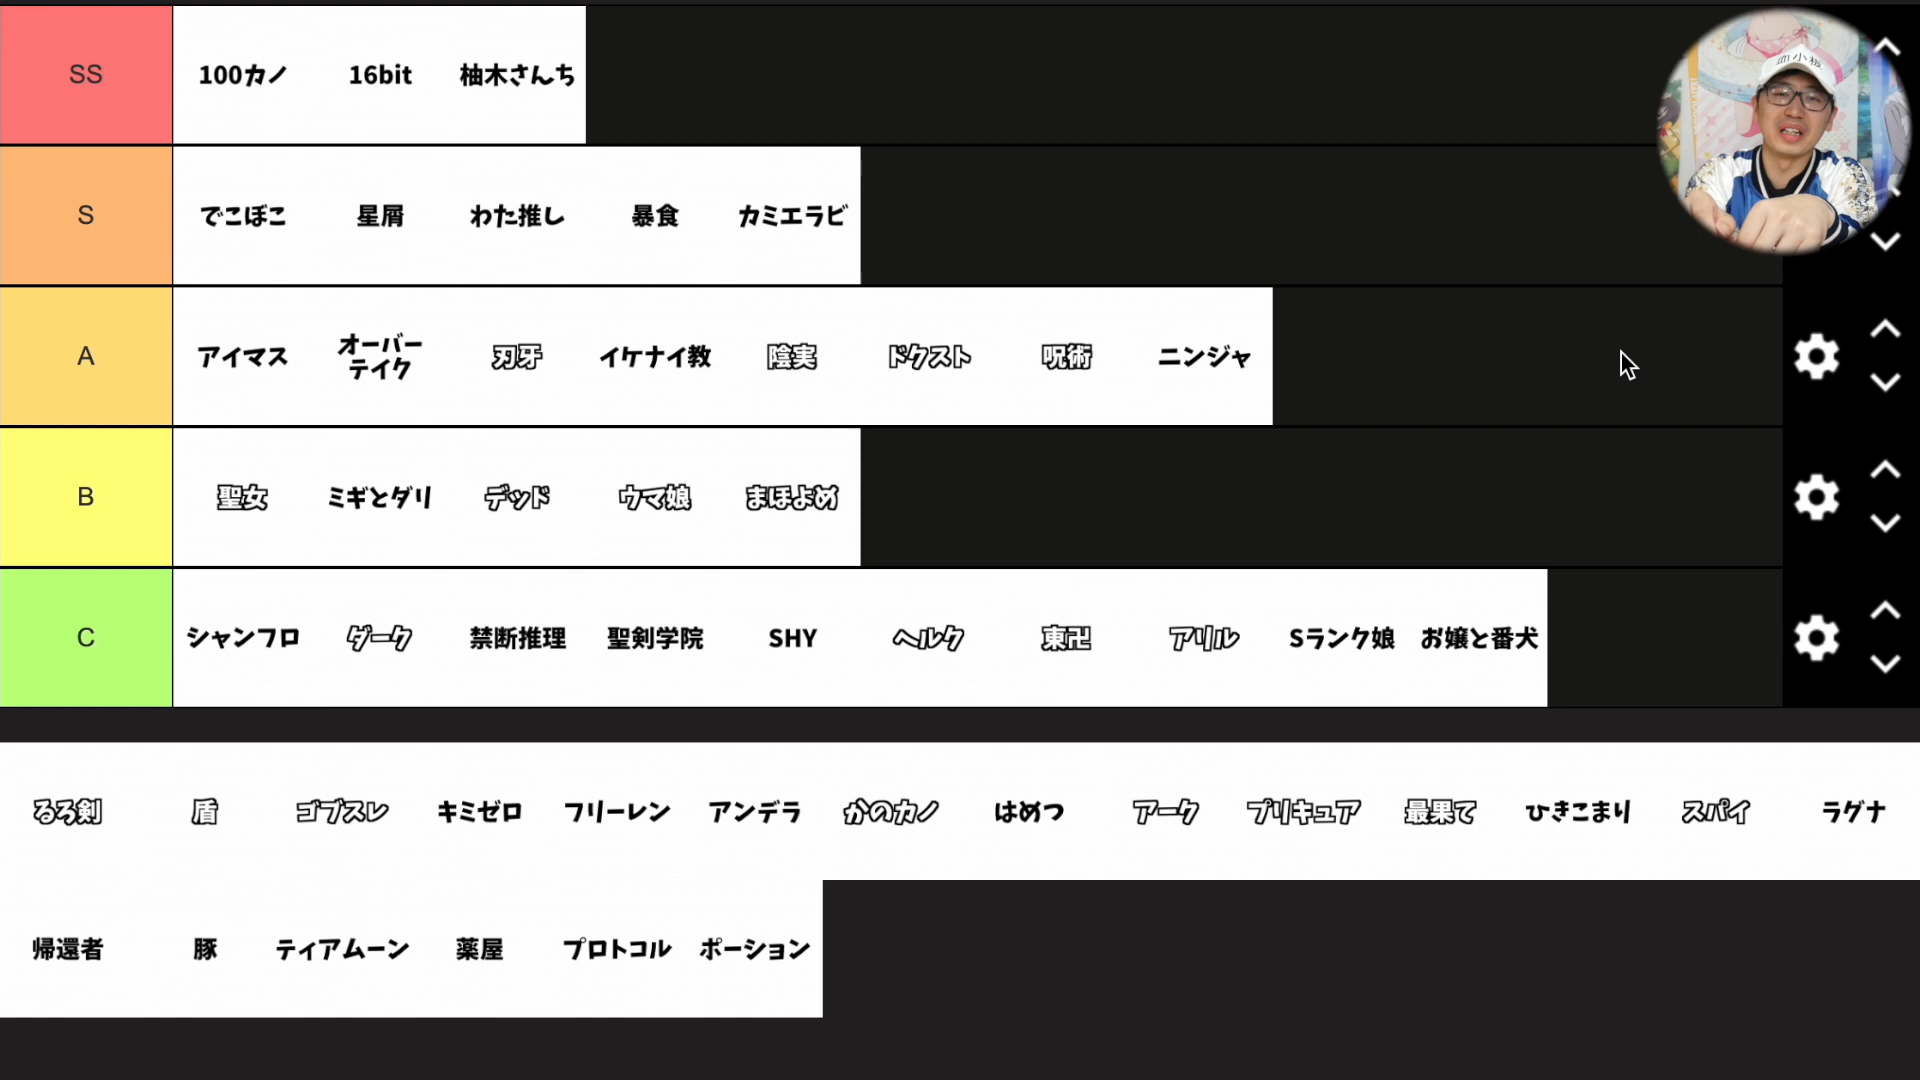 SS
100カノ
16bit
柚木さんち
S
でこぼこ
星屑
わた推し
暴食
カミエラビ
A
アイマス
オーバー
テイク
刃牙
イケナイ教
陰実
ドクスト
呪術
ニンジャ
B
聖女
ミギとダリ
デッド
ウマ娘
まほよめ
C
シャンフロ
ダーク
禁断推理
聖剣学院
SHY
ヘルク
東卍
アリル
Sランク娘
お嬢と番犬
るろ剣
盾
ゴブスレ
キミゼロ
フリーレン
アンデラ
かのカノ
はめつ
アーク
プリキュア
最果て
ひきこまり
スパイ
ラグナ
帰還者
豚
ティアムーン
薬屋
プロトコル
ポーション